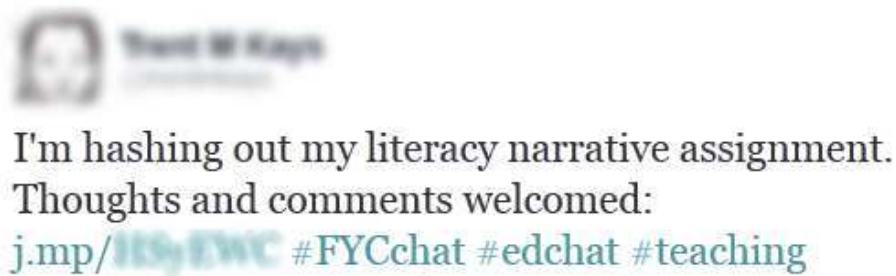 I'm hashing out my literacy narrative assignment.
Thoughts and comments welcomed:
j.mp/ #FYCchat #edchat #teaching